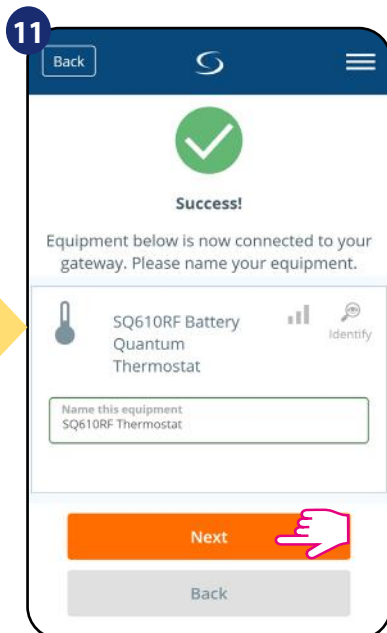 11
Back
Success!
Equipment below is now connected to your
gateway. Please name your equipment.
SQ610RF Battery
Quantum
Thermostat
Identify
Name this equipment
SQ610RF Thermostat
Next
Back